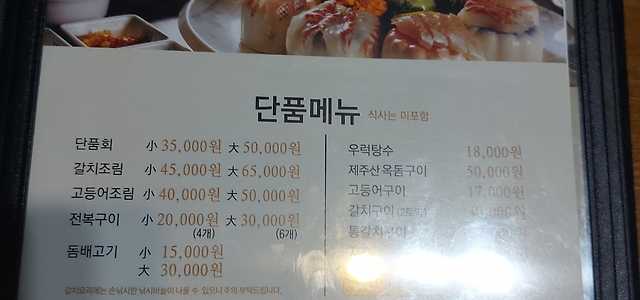 단품메뉴 식사는 미포함
단품회 小 35,000원 大 50,000원
갈치조림 小 45,000원 大 65,000원
고등어조림 小 40,000원 大 50,000원
전복구이 小 20,000원 大 30,000원
(4개) (6개)
돔배고기 小 15,000원
大 30,000원
갈치요리에는 손낚시한 낚시바늘이 나올 수 있으니 주의 부탁드립니다.
우럭탕수 18,000원
제주산옥돔구이 50,000원
고등어구이 17,000원
갈치구이
통갈치구이